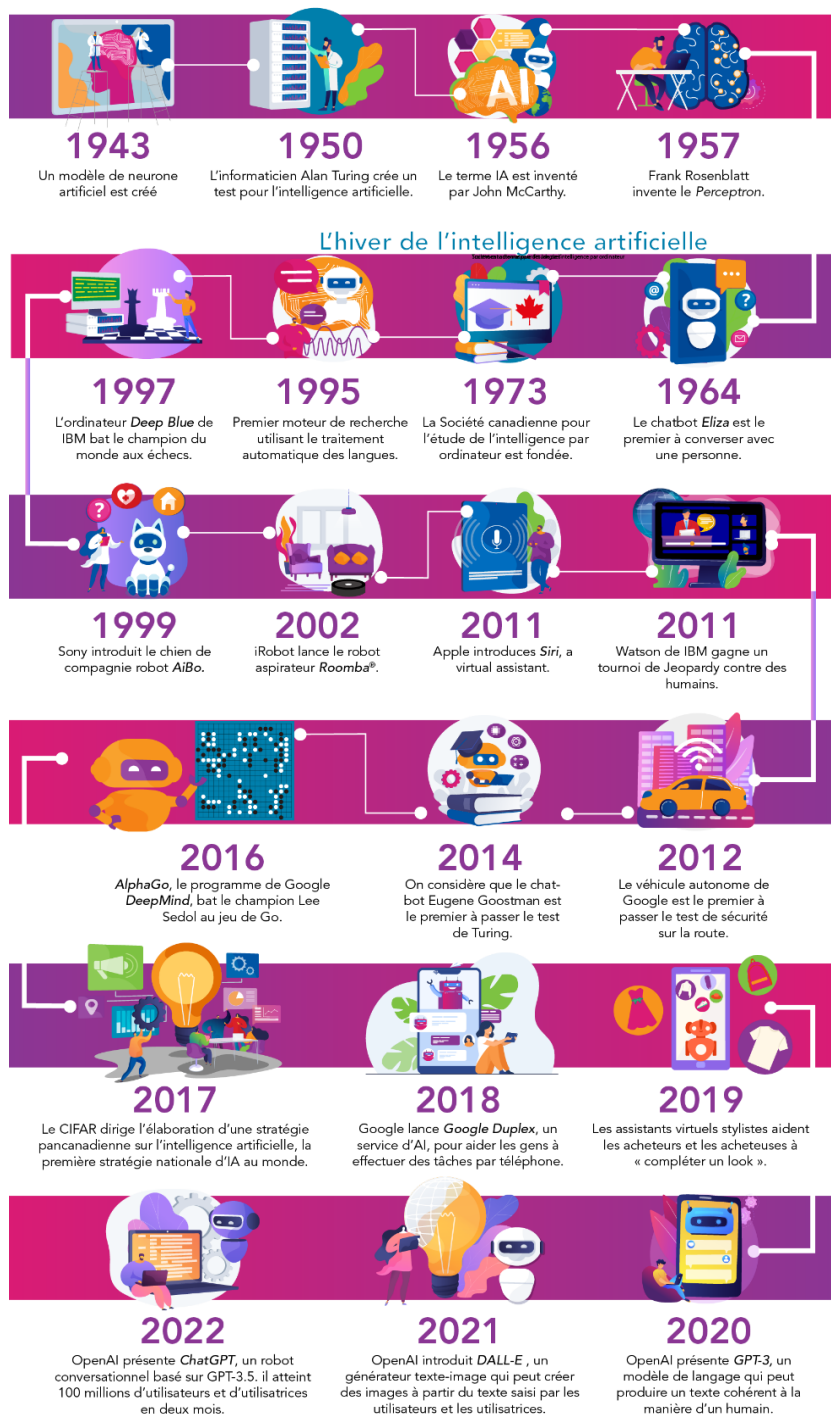 AI
1943
Un modèle de neurone
artificiel est créé
1950
L'informaticien Alan Turing crée un
test pour l'intelligence artificielle.
1956
Le terme IA est inventé
par John McCarthy.
1957
Frank Rosenblatt
invente le Perceptron.
L'hiver de l'intelligence artificielle
1997
L'ordinateur Deep Blue de
IBM bat le champion du
monde aux échecs.
1995
Premier moteur de recherche
utilisant le traitement
automatique des langues.
1973
La Société canadienne pour
l'étude de l'intelligence par
ordinateur est fondée.
1964
Le chatbot Eliza est le
premier à converser avec
une personne.
1999
Sony introduit le chien de
compagnie robot AiBo.
2002
iRobot lance le robot
aspirateur Roomba®.
2011
Apple introduces Siri, a
virtual assistant.
2011
Watson de IBM gagne un
tournoi de Jeopardy contre des
humains.
2016
AlphaGo, le programme de Google
DeepMind, bat le champion Lee
Sedol au jeu de Go.
2014
On considère que le chat-
bot Eugene Goostman est
le premier à passer le test
de Turing.
2012
Le véhicule autonome de
Google est le premier à
passer le test de sécurité
sur la route.
2017
Le CIFAR dirige l'élaboration d'une stratégie
pancanadienne sur l'intelligence artificielle, la
première stratégie nationale d'IA au monde.
2018
Google lance Google Duplex, un
service d'AI, pour aider les gens à
effectuer des tâches par téléphone.
2019
Les assistants virtuels stylistes aident
les acheteurs et les acheteuses à
« compléter un look ».
2022
OpenAI présente ChatGPT, un robot
conversationnel basé sur GPT-3.5. il atteint
100 millions d'utilisateurs et d'utilisatrices
en deux mois.
2021
OpenAI introduit DALL-E , un
générateur texte-image qui peut créer
des images à partir du texte saisi par les
utilisateurs et les utilisatrices.
2020
OpenAI présente GPT-3, un
modèle de langage qui peut
produire un texte cohérent à la
manière d'un humain.